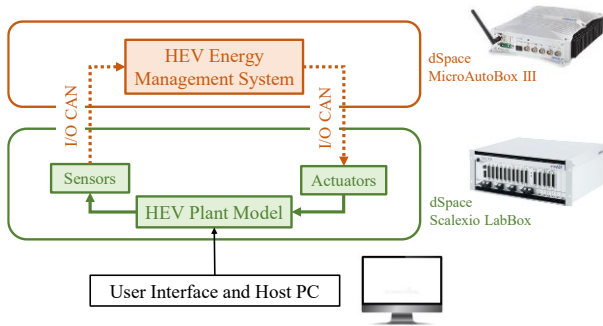 HEV Energy
Management System
dSpace
MicroAutoBox III
I/O CAN
I/O CAN
Sensors
Actuators
HEV Plant Model
dSpace
Scalexio LabBox
User Interface and Host PC